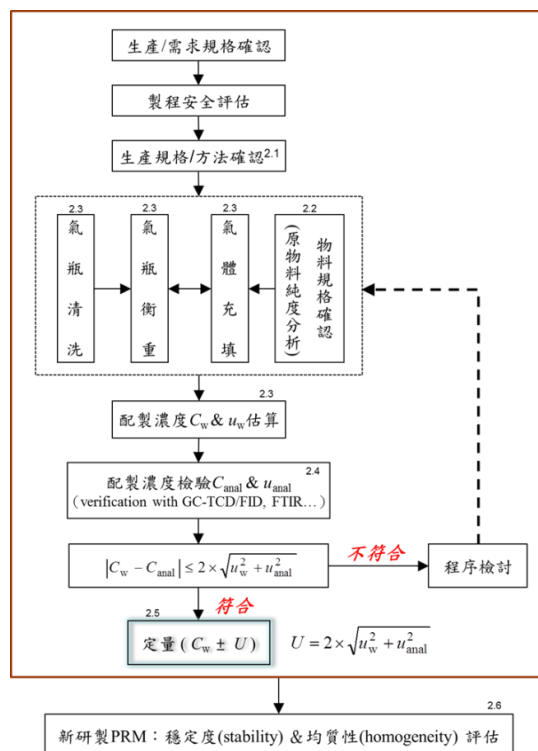 生產/需求規格確認
製程安全評估
生產規格/方法確認2.1
2.3
氣瓶清洗
2.3
氣瓶衡重
2.3
氣體充填
2.2
物料規格確認
(原物料純度分析)
2.3
配製濃度Cw & uw估算
2.4
配製濃度檢驗Canal & uanal
(verification with GC-TCD/FID, FTIR…)
|Cw − Canal| ≤ 2 × √(u²w + u²anal)
不符合
程序檢討
符合
2.5
定量(Cw ± U)
U = 2 × √(u²w + u²anal)
2.6
新研製PRM：穩定度(stability) & 均質性(homogeneity) 評估